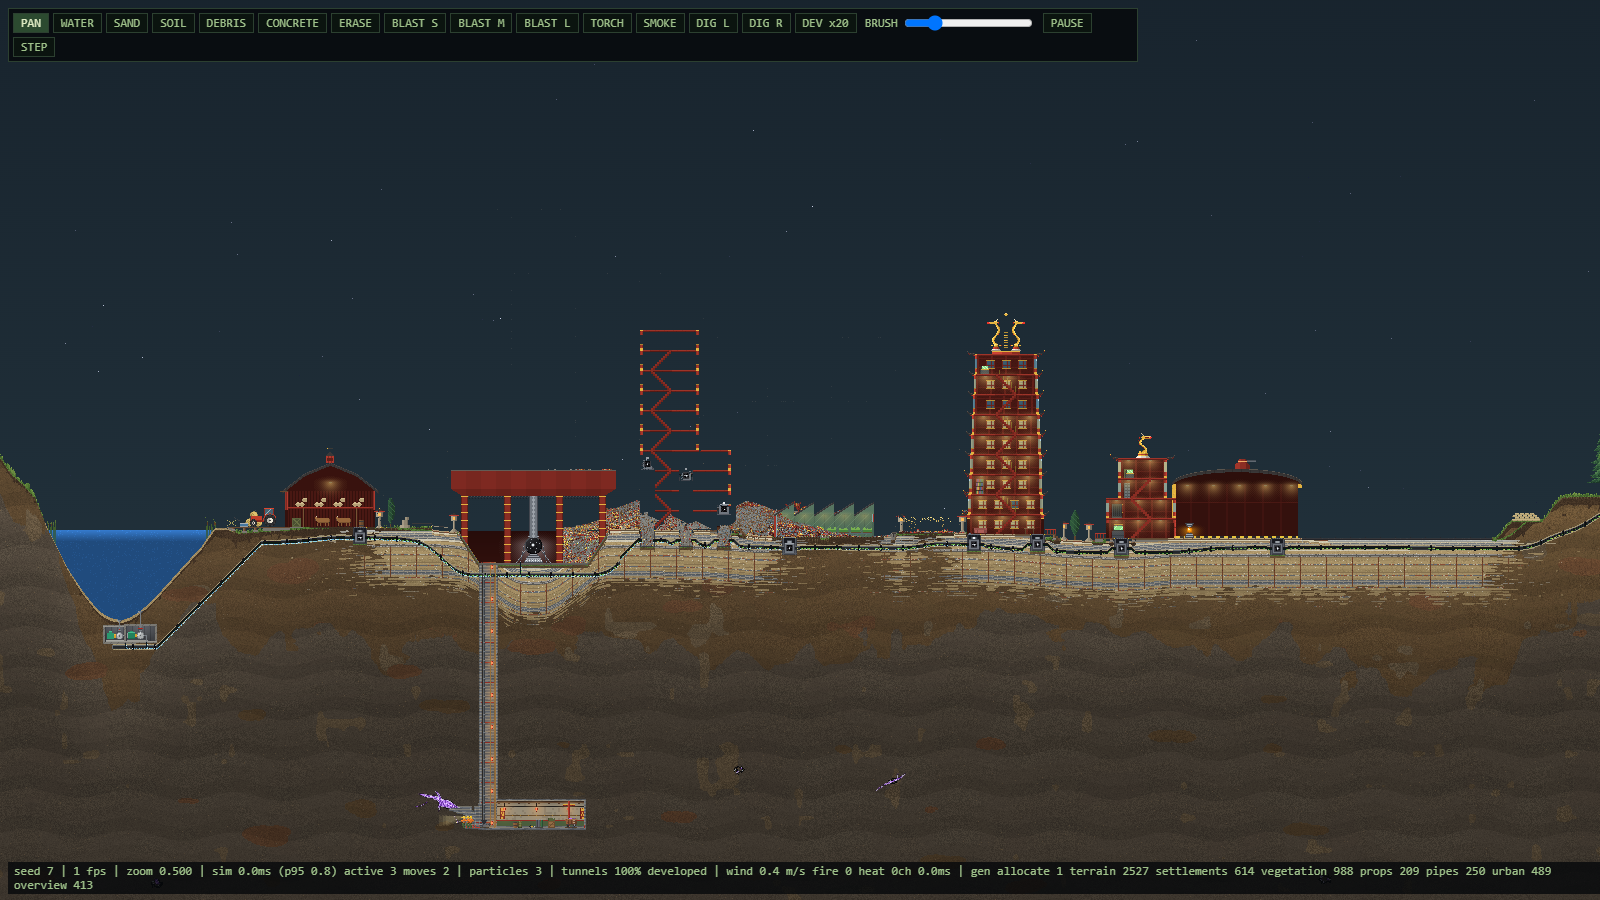 PAN WATER SAND SOIL DEBRIS CONCRETE ERASE BLAST S BLAST M BLAST L TORCH SMOKE DIG L DIG R DEV x20 BRUSH PAUSE
STEP
seed 7 | 1 fps | zoom 0.500 | sim 0.0ms (p95 0.8) active 3 moves 2 | particles 3 | tunnels 100% developed | wind 0.4 m/s fire 0 heat 0ch 0.0ms | gen allocate 1 terrain 2527 settlements 614 vegetation 988 props 209 pipes 250 urban 489
overview 413